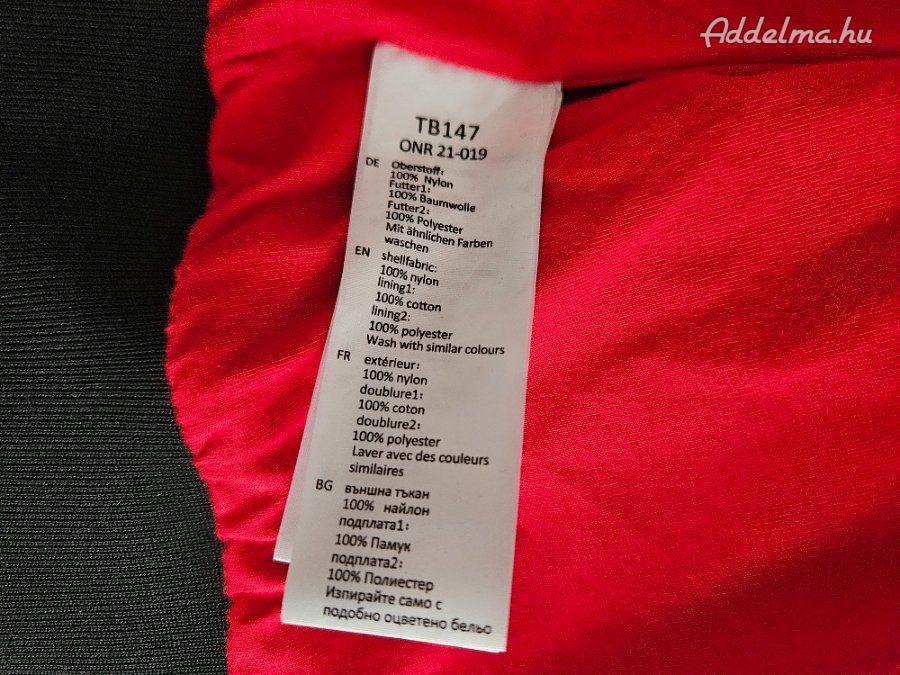 Addelma.hu
TB147
ONR 21-019
DE Oberstoff:
100% Nylon
Futter1:
100% Baumwolle
Futter2:
100% Polyester
Mit ähnlichen Farben
waschen
EN shellfabric:
100% nylon
lining1:
100% cotton
lining2:
100% polyester
Wash with similar colours
FR extérieur:
100% nylon
doublure1:
100% coton
doublure2:
100% polyester
Laver avec des couleurs
similaires
BG външна тъкан
100% найлон
подплата1:
100% Памук
подплата2:
100% Полиестер
Изпирайте само с
подобно оцветено бельо